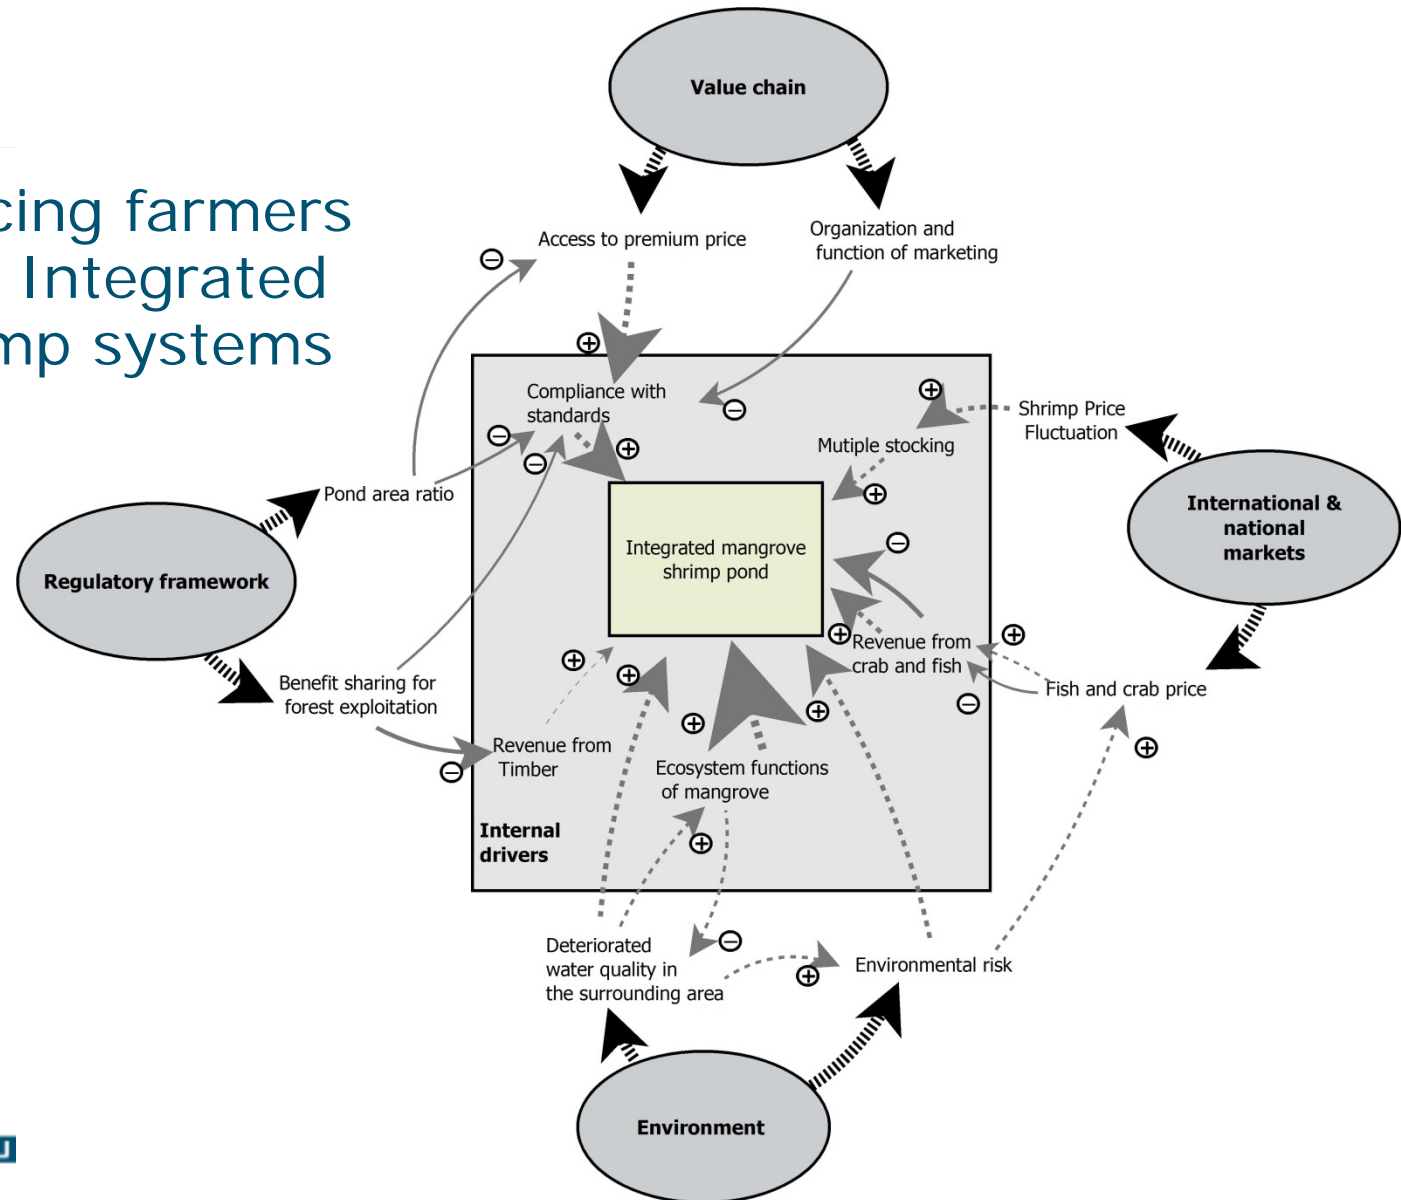 Value chain
cing farmers
Integrated
mp systems
Access to premium price
Organization and
function of marketing
Compliance with
standards
Mutiple stocking
Shrimp Price
Fluctuation
Pond area ratio
Regulatory framework
Integrated mangrove
shrimp pond
International &
national
markets
Revenue from
crab and fish
Fish and crab price
Benefit sharing for
forest exploitation
Revenue from
Timber
Ecosystem functions
of mangrove
Internal
drivers
Deteriorated
water quality in
the surrounding area
Environmental risk
Environment